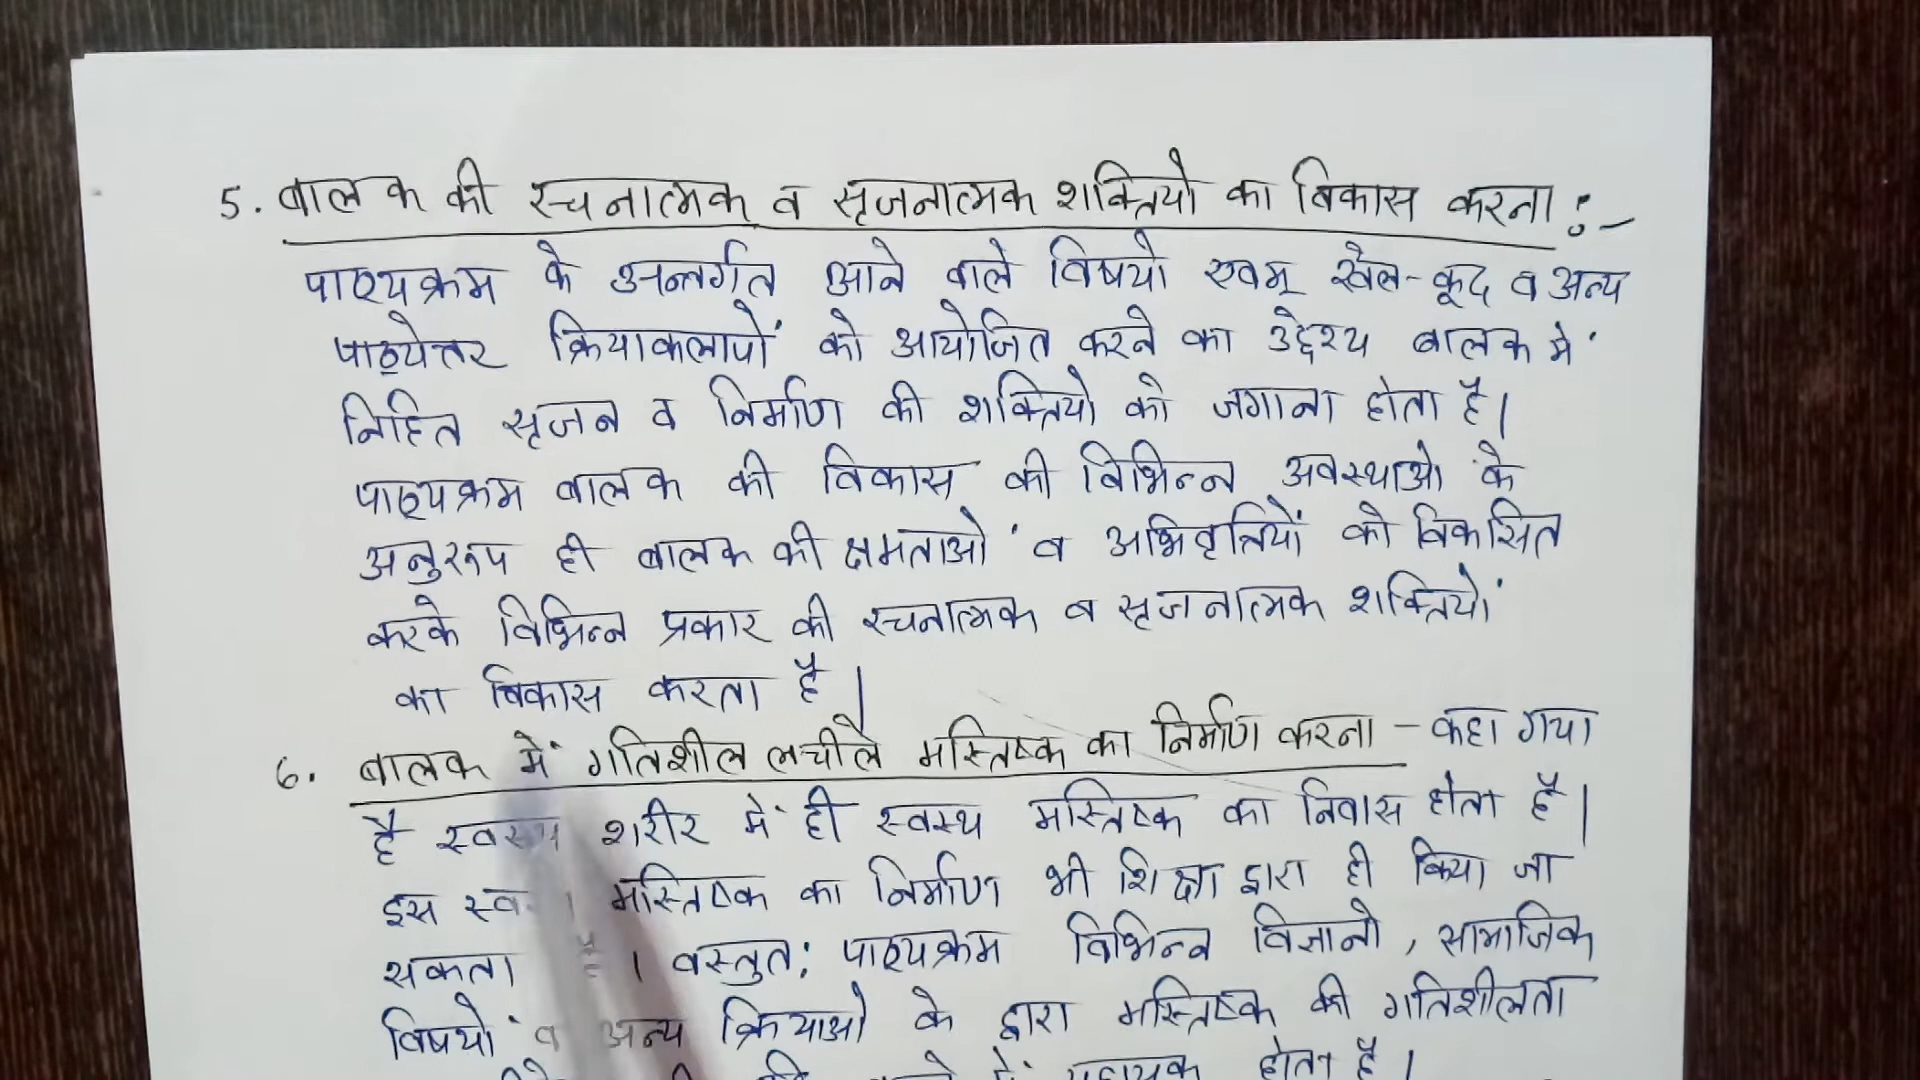 5. बालक की रचनात्मक व सृजनात्मक शक्तियो का विकास करना :-
पाठ्यक्रम के अन्तर्गत आने वाले विषयो एवम् खेल-कूद व अन्य
पाठ्येत्तर क्रियाकलापों को आयोजित करने का उद्देश्य बालक में
निहित सृजन व निर्माण की शक्तियो को जगाना होता है।
पाठ्यक्रम बालक की विकास की विभिन्न अवस्थाओ के
अनुरूप ही बालक की क्षमताओं व अभिवृत्तियों को विकसित
करके विभिन्न प्रकार की रचनात्मक व सृजनात्मक शक्तियों
का विकास करता है।
6. बालक में गतिशील लचीले मस्तिष्क का निर्माण करना - कहा गया
है स्वस्थ शरीर में ही स्वस्थ मस्तिष्क का निवास होता है।
इस मस्तिष्क का निर्माण भी शिक्षा द्वारा ही किया जा
सकता है। वस्तुतः पाठ्यक्रम विभिन्न विज्ञानो, सामाजिक
विषयों व अन्य क्रियाओ के द्वारा मस्तिष्क की गतिशीलता
होता है।